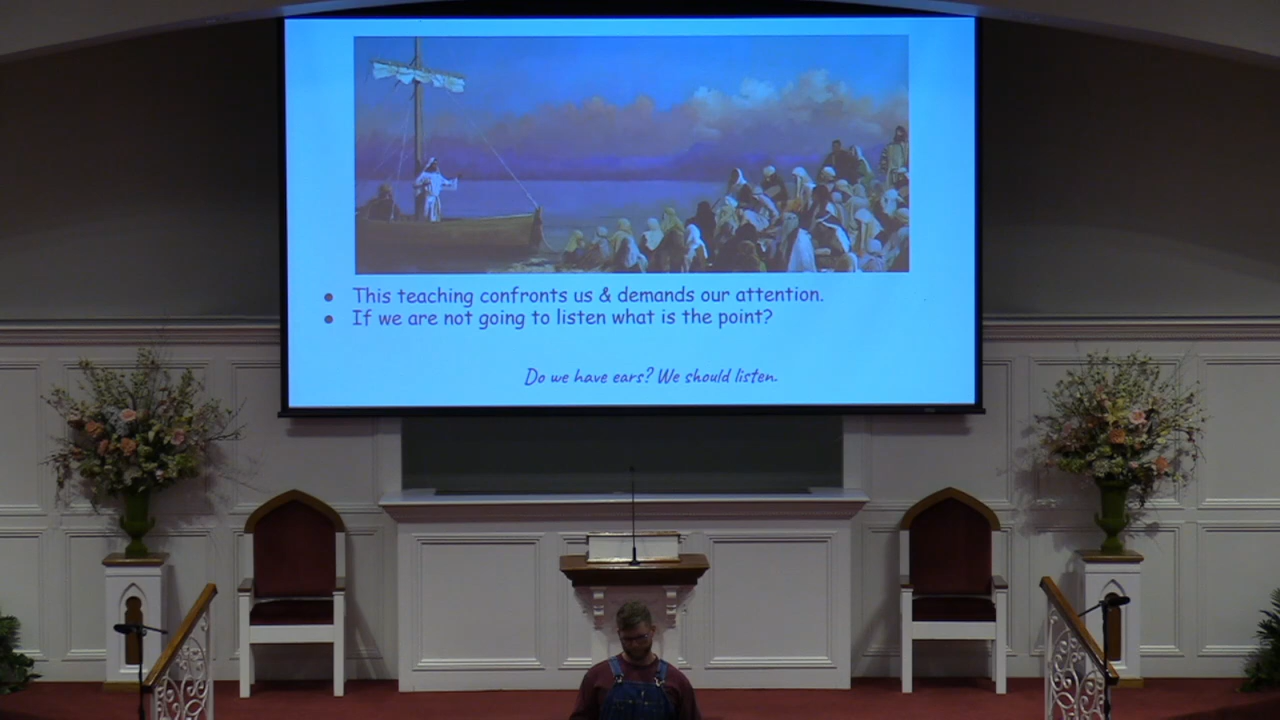 ● This teaching confronts us & demands our attention.
● If we are not going to listen what is the point?
Do we have ears? We should listen.